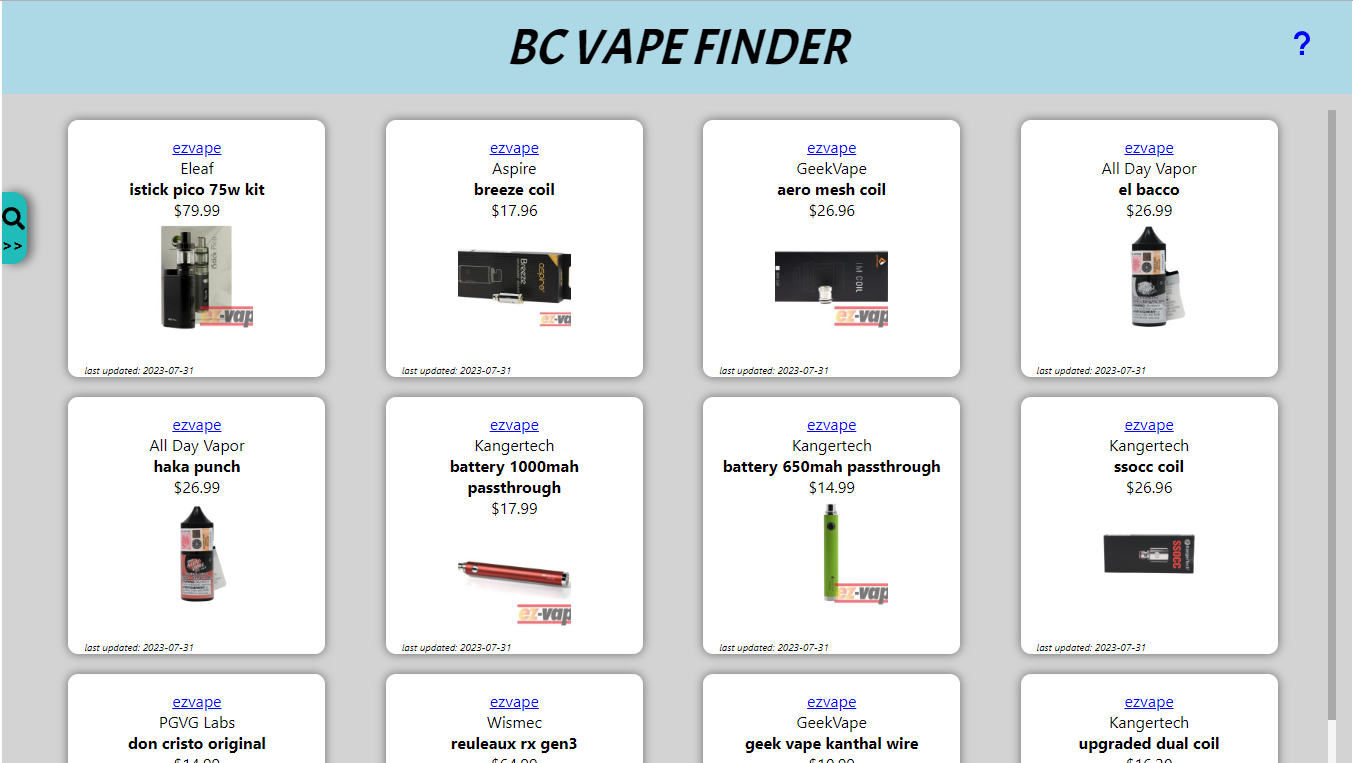 BC VAPE FINDER
?
>>
ezvape
Eleaf
istick pico 75w kit
$79.99
iStick Pico
ez-vap
last updated: 2023-07-31
ezvape
Aspire
breeze coil
$17.96
Breeze
aspire
ez-va
last updated: 2023-07-31
ezvape
GeekVape
aero mesh coil
$26.96
IM COIL
ez-vap
last updated: 2023-07-31
ezvape
All Day Vapor
el bacco
$26.99
last updated: 2023-07-31
ezvape
All Day Vapor
haka punch
$26.99
last updated: 2023-07-31
ezvape
Kangertech
battery 1000mah
passthrough
$17.99
ez-vap
last updated: 2023-07-31
ezvape
Kangertech
battery 650mah passthrough
$14.99
ez-vap
last updated: 2023-07-31
ezvape
Kangertech
ssocc coil
$26.96
SSOCC
last updated: 2023-07-31
ezvape
PGVG Labs
don cristo original
ezvape
Wismec
reuleaux rx gen3
ezvape
GeekVape
geek vape kanthal wire
ezvape
Kangertech
upgraded dual coil